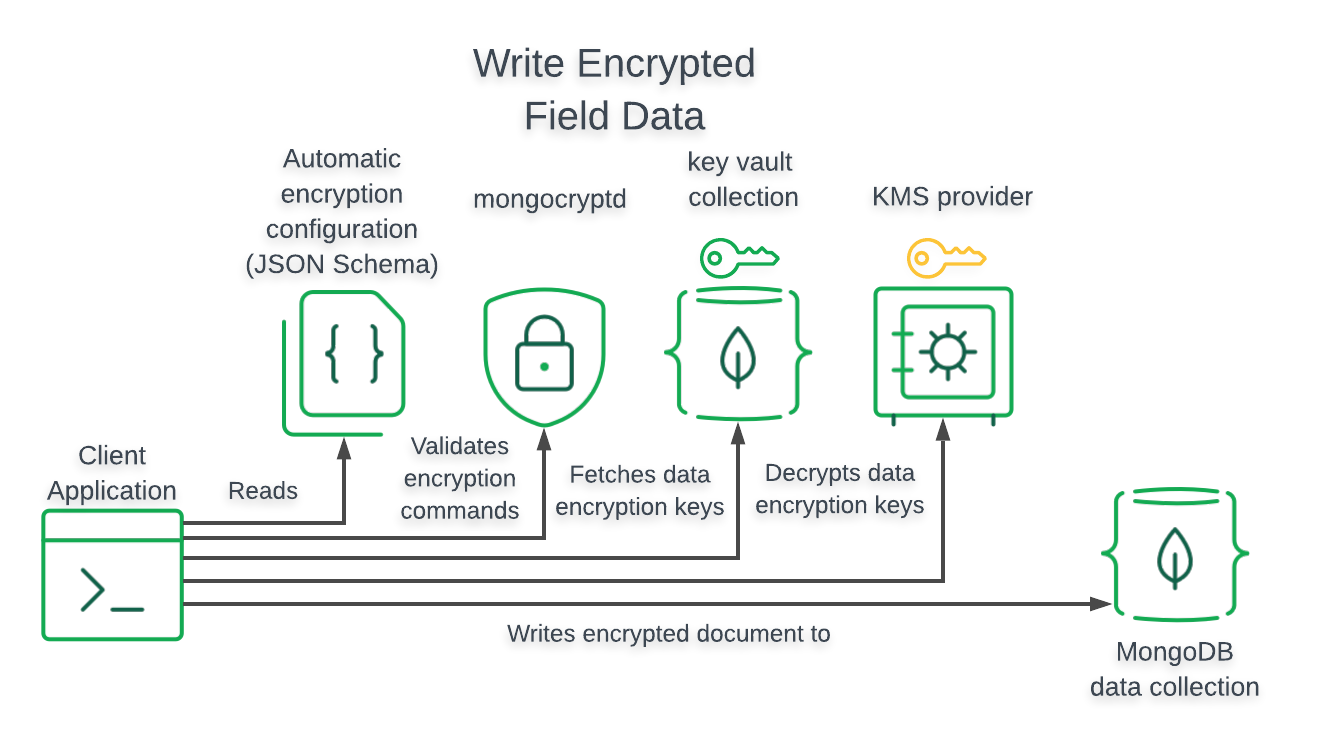 Write Encrypted
Field Data
Automatic
encryption
configuration
(JSON Schema)
mongocryptd
key vault
collection
KMS provider
{ }
Client
Application
>_
Reads
Validates
encryption
commands
Fetches data
encryption keys
Decrypts data
encryption keys
Writes encrypted document to
MongoDB
data collection